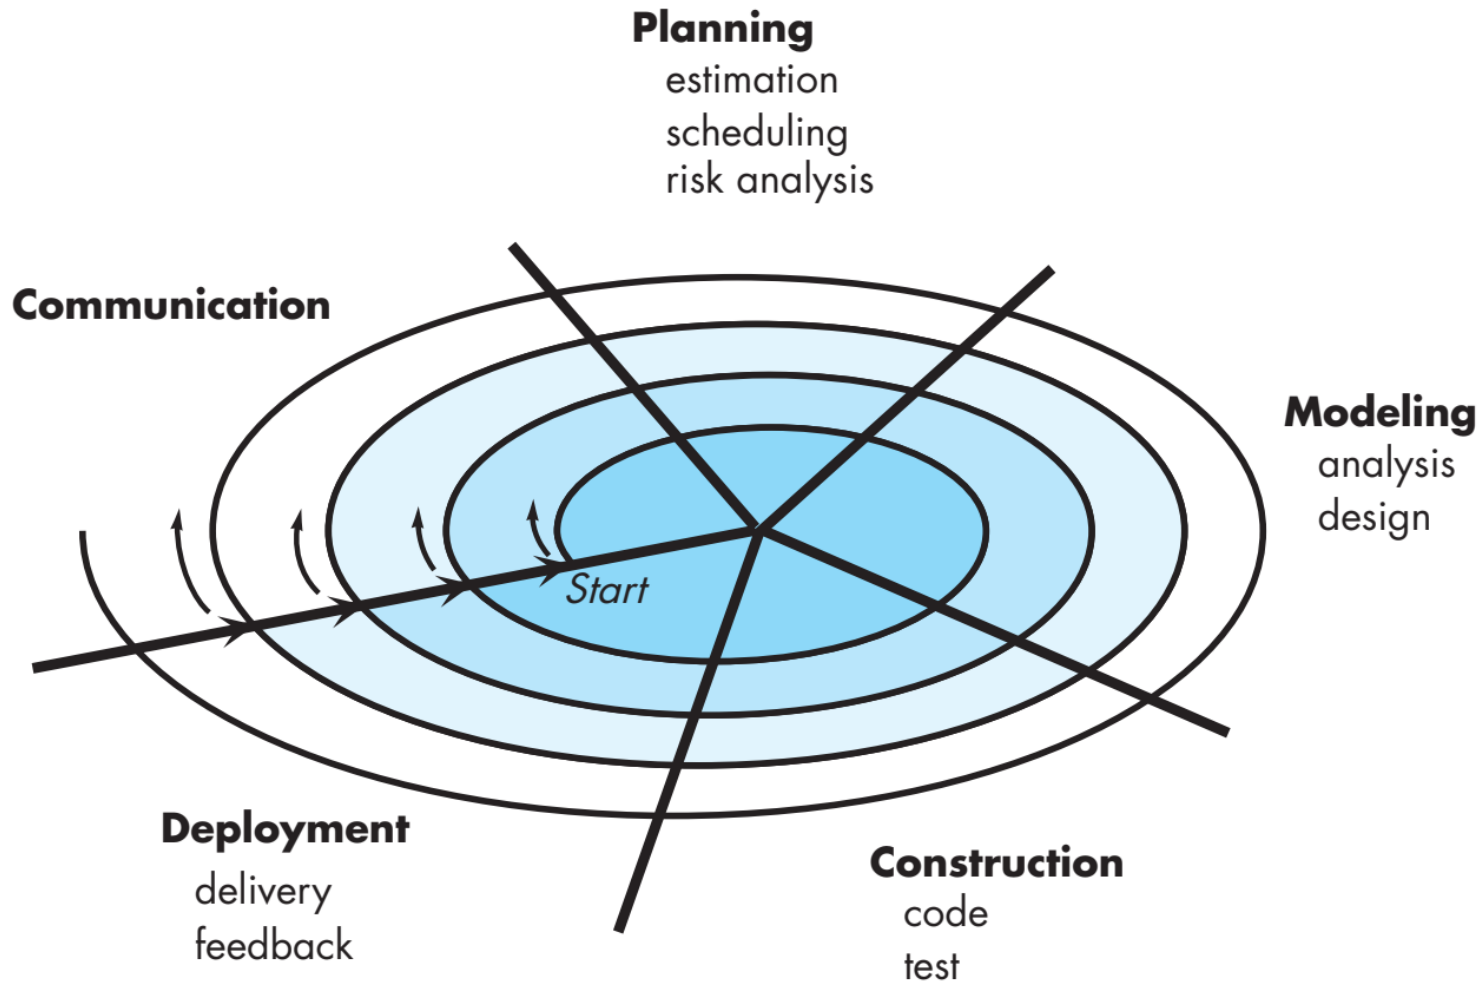 Planning
estimation
scheduling
risk analysis
Communication
Modeling
analysis
design
Start
Deployment
delivery
feedback
Construction
code
test